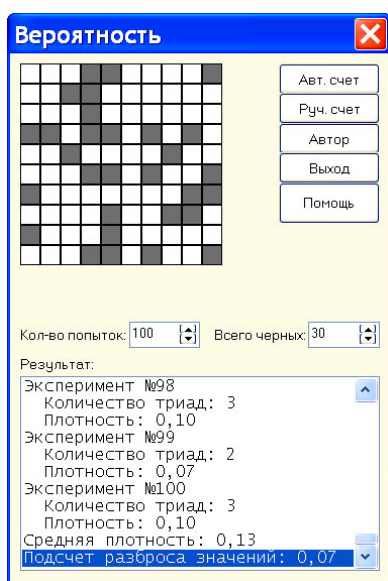 Вероятность
Авт. счет
Руч. счет
Автор
Выход
Помощь
Кол-во попыток: 100 Всего черных: 30
Результат:
Эксперимент №98
Количество триад: 3
Плотность: 0,10
Эксперимент №99
Количество триад: 2
Плотность: 0,07
Эксперимент №100
Количество триад: 3
Плотность: 0,10
Средняя плотность: 0,13
Подсчет разброса значений: 0,07